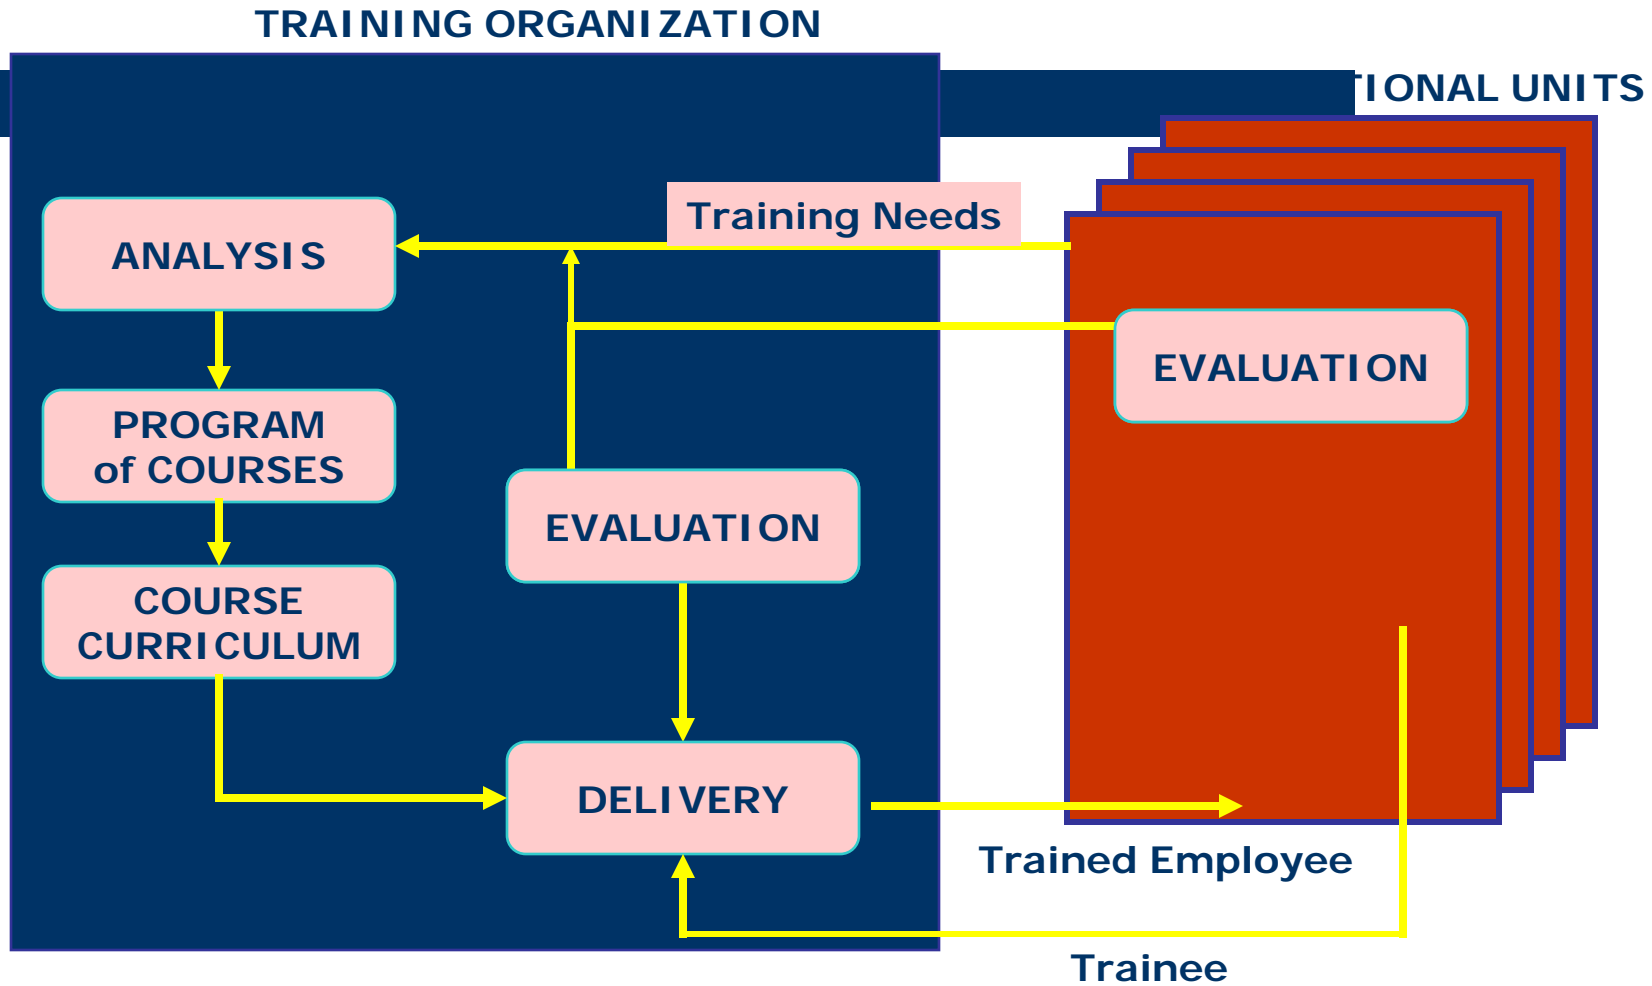 TRAINING ORGANIZATION
TIONAL UNITS
Training Needs
ANALYSIS
EVALUATION
PROGRAM
of COURSES
EVALUATION
COURSE
CURRICULUM
DELIVERY
Trained Employee
Trainee